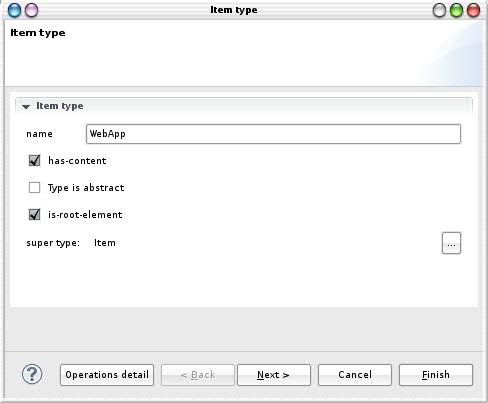 Item type
Item type
Item type
name WebApp
has-content
Type is abstract
is-root-element
super type: Item ...
? Operations detail < Back Next > Cancel Finish